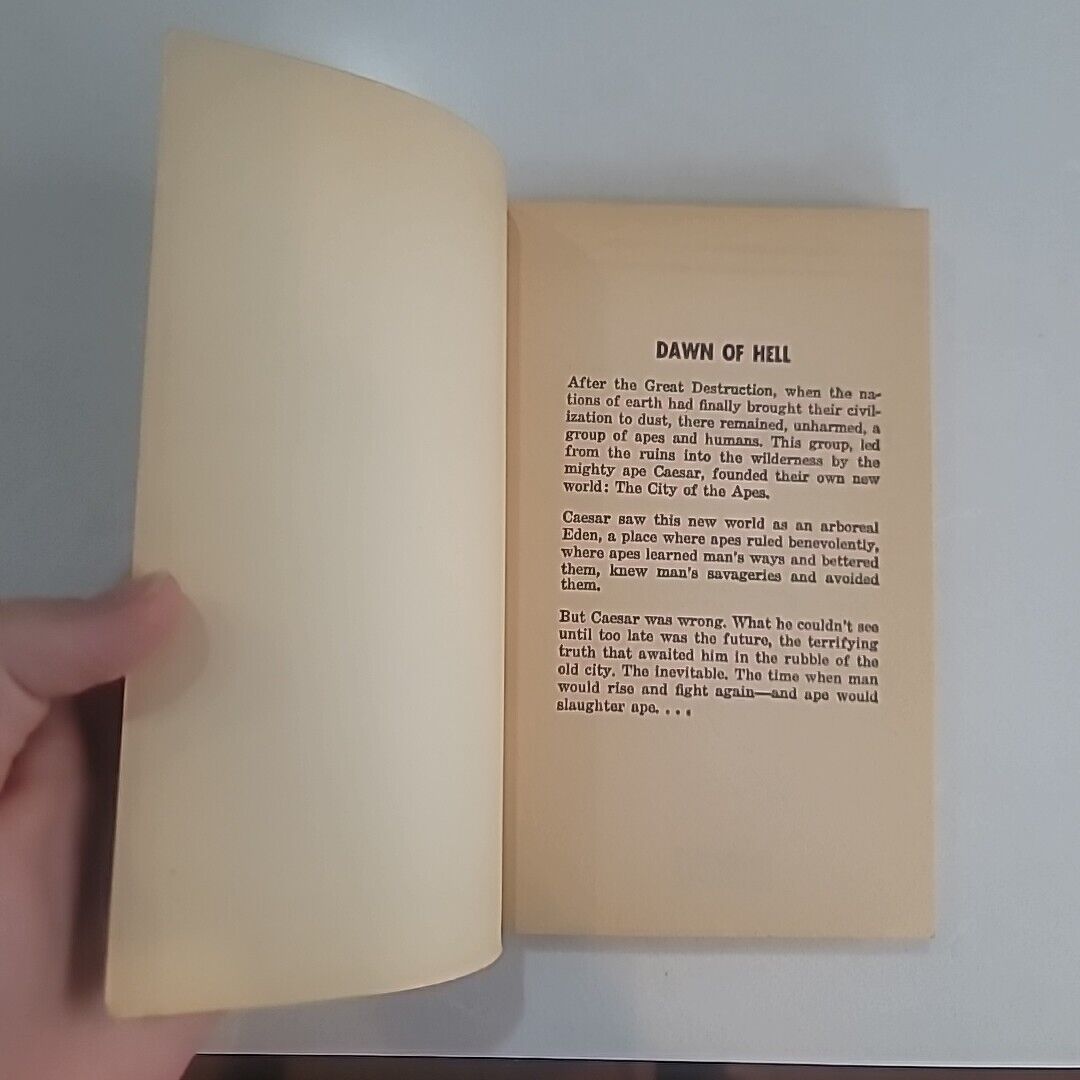 DAWN OF HELL
After the Great Destruction, when the na-
tions of earth had finally brought their civil-
ization to dust, there remained, unharmed, a
group of apes and humans. This group, led
from the ruins into the wilderness by the
mighty ape Caesar, founded their own new
world: The City of the Apes.
Caesar saw this new world as an arboreal
Eden, a place where apes ruled benevolently,
where apes learned man's ways and bettered
them, knew man's savageries and avoided
them.
But Caesar was wrong. What he couldn't see
until too late was the future, the terrifying
truth that awaited him in the rubble of the
old city. The inevitable. The time when man
would rise and fight again—and ape would
slaughter ape. . . .